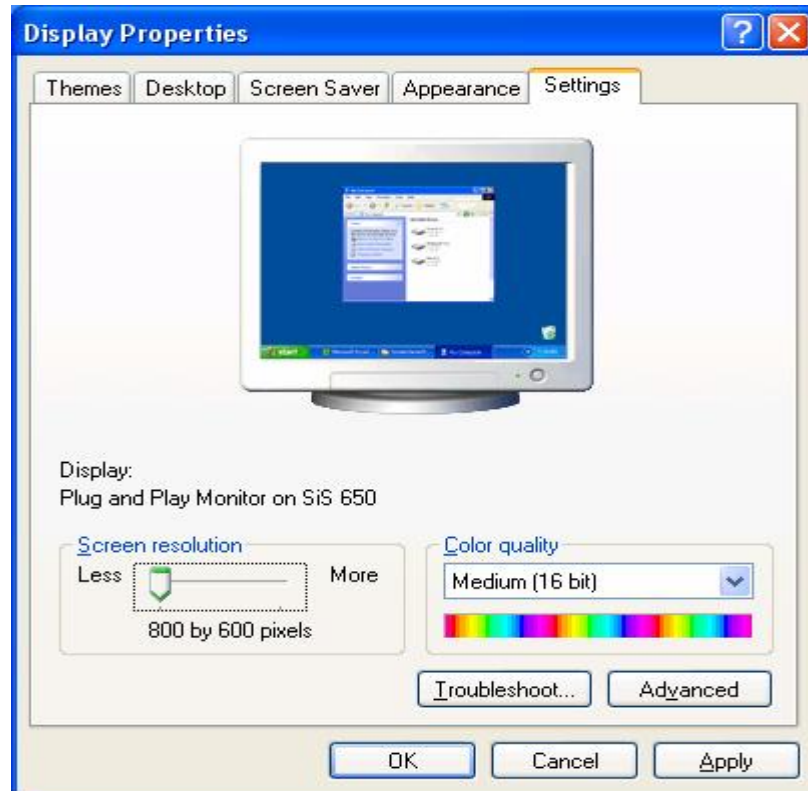 Display Properties
Themes Desktop Screen Saver Appearance Settings
start
Display:
Plug and Play Monitor on SiS 650
Screen resolution
Less More
800 by 600 pixels
Color quality
Medium (16 bit)
Troubleshoot... Advanced
OK Cancel Apply